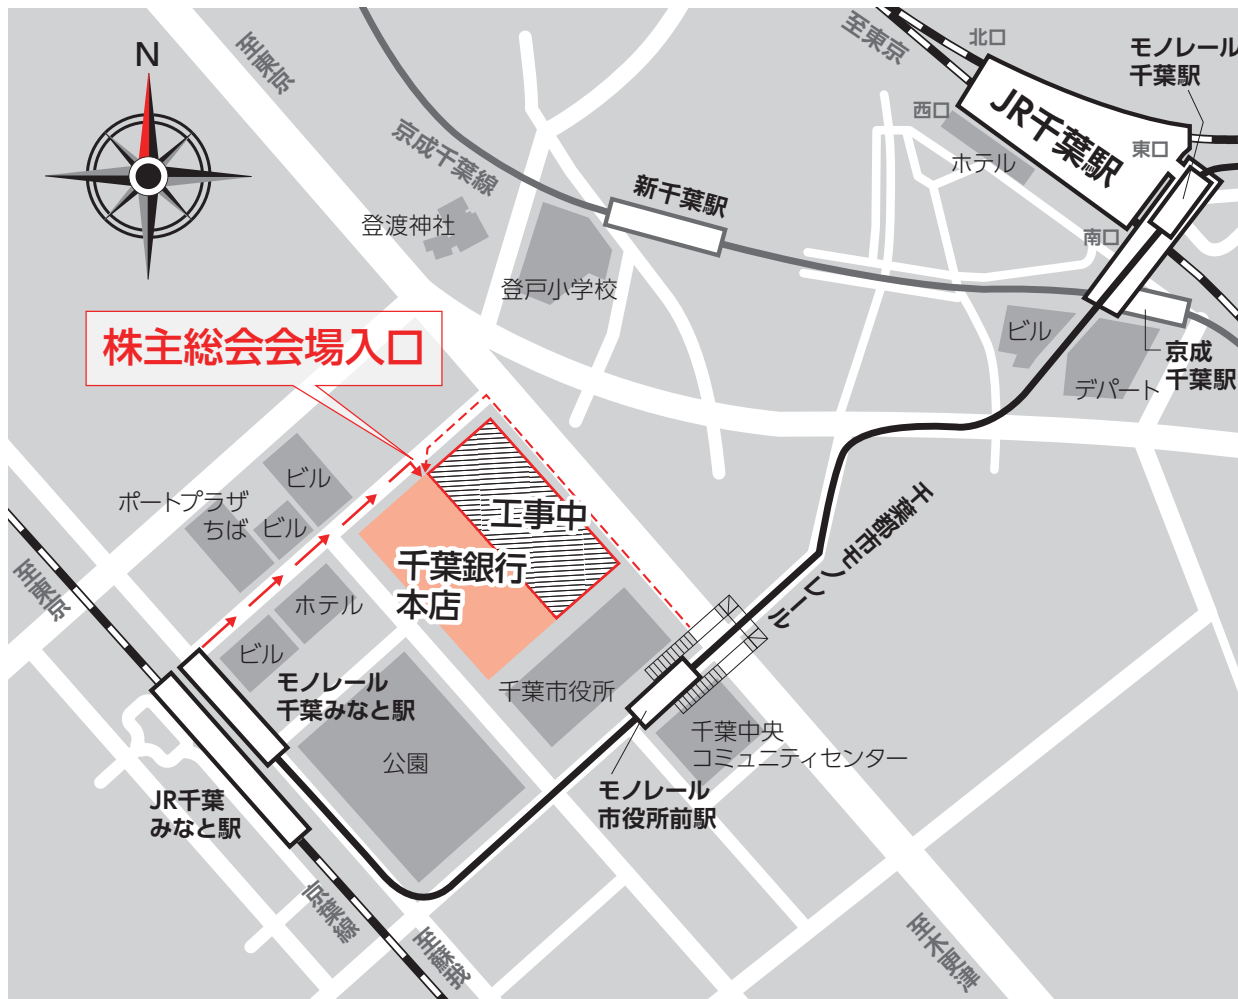 N
至東京
至東京
北口
モノレール
千葉駅
JR千葉駅
西口
東口
ホテル
南口
京成千葉線
新千葉駅
登渡神社
登戸小学校
株主総会会場入口
ビル
京成
千葉駅
デパート
ビル
ポートプラザ
ちば
ビル
工事中
千葉銀行
本店
千葉都市モノレール
至東京
ホテル
ビル
モノレール
千葉みなと駅
千葉市役所
公園
千葉中央
コミュニティセンター
モノレール
市役所前駅
JR千葉
みなと駅
京葉線
至蘇我
至木更津